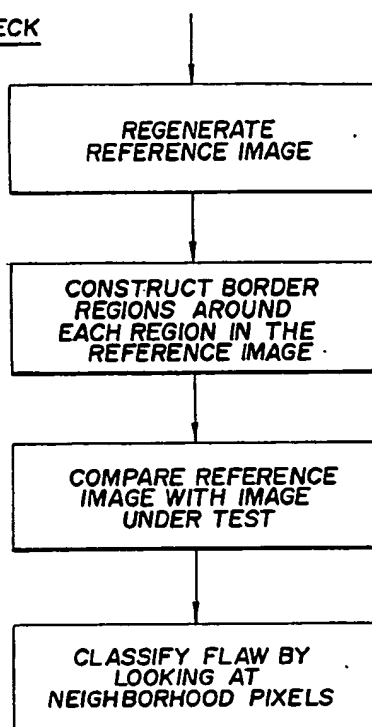 ECK
REGENERATE
REFERENCE IMAGE
CONSTRUCT BORDER
REGIONS AROUND
EACH REGION IN THE
REFERENCE IMAGE
COMPARE REFERENCE
IMAGE WITH IMAGE
UNDER TEST
CLASSIFY FLAW BY
LOOKING AT
NEIGHBORHOOD PIXELS